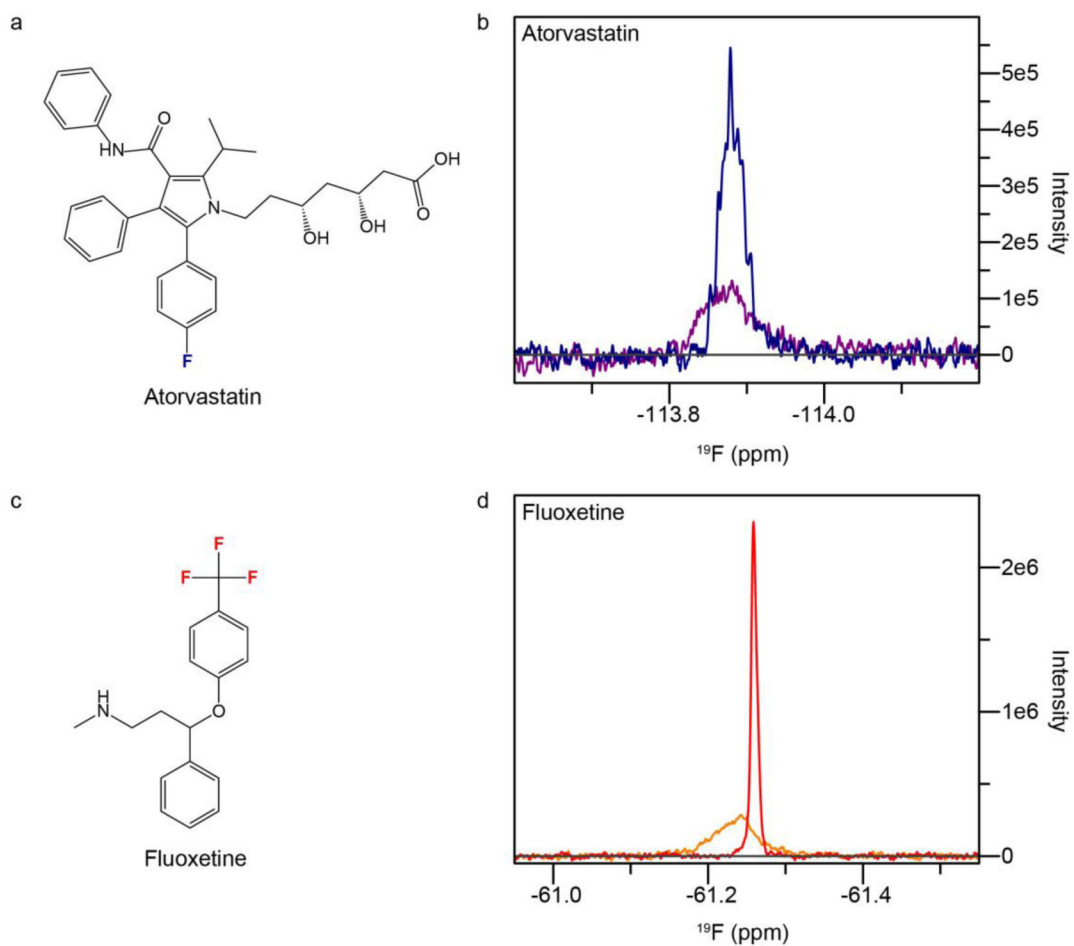 a
HN
O
N
OH
OH
OH
O
F
Atorvastatin
b
Atorvastatin
5e5
4e5
3e5
2e5
1e5
0
Intensity
-113.8 -114.0
¹⁹F (ppm)
c
F
F F
H
N
O
Fluoxetine
d
Fluoxetine
2e6
1e6
0
Intensity
-61.0 -61.2 -61.4
¹⁹F (ppm)